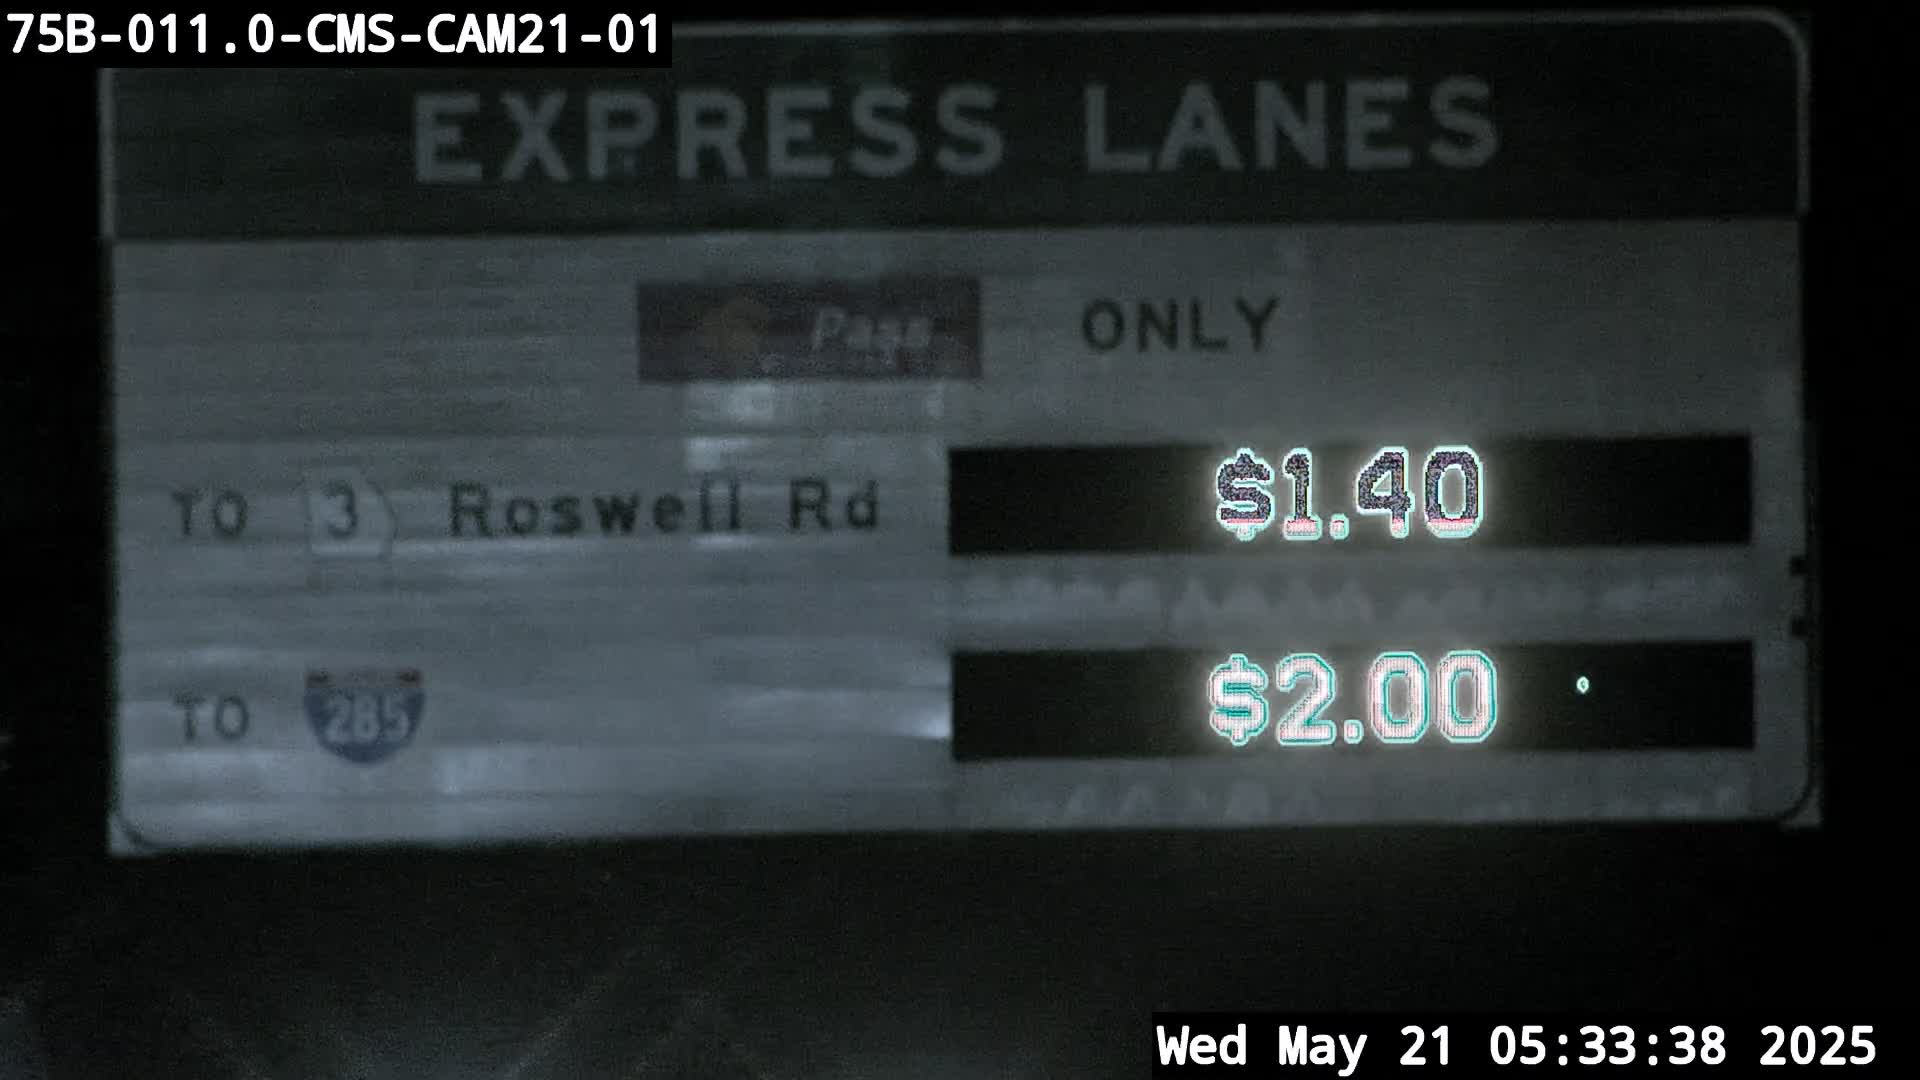 75B-011.0-CMS-CAM21-01
EXPRESS LANES
Pass ONLY
TO 3 Roswell Rd $1.40
TO 285 $2.00
Wed May 21 05:33:38 2025